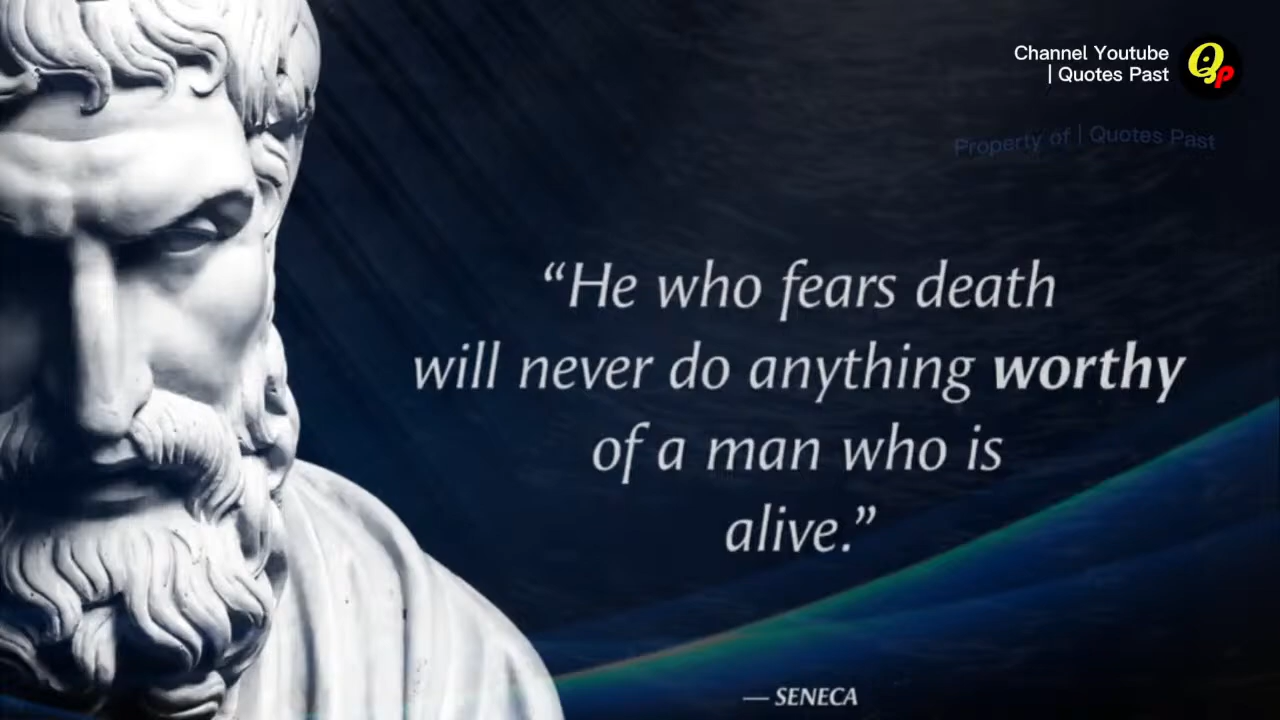 Channel Youtube
| Quotes Past
Qp
Property of | Quotes Past
“He who fears death
will never do anything worthy
of a man who is
alive.”
— SENECA